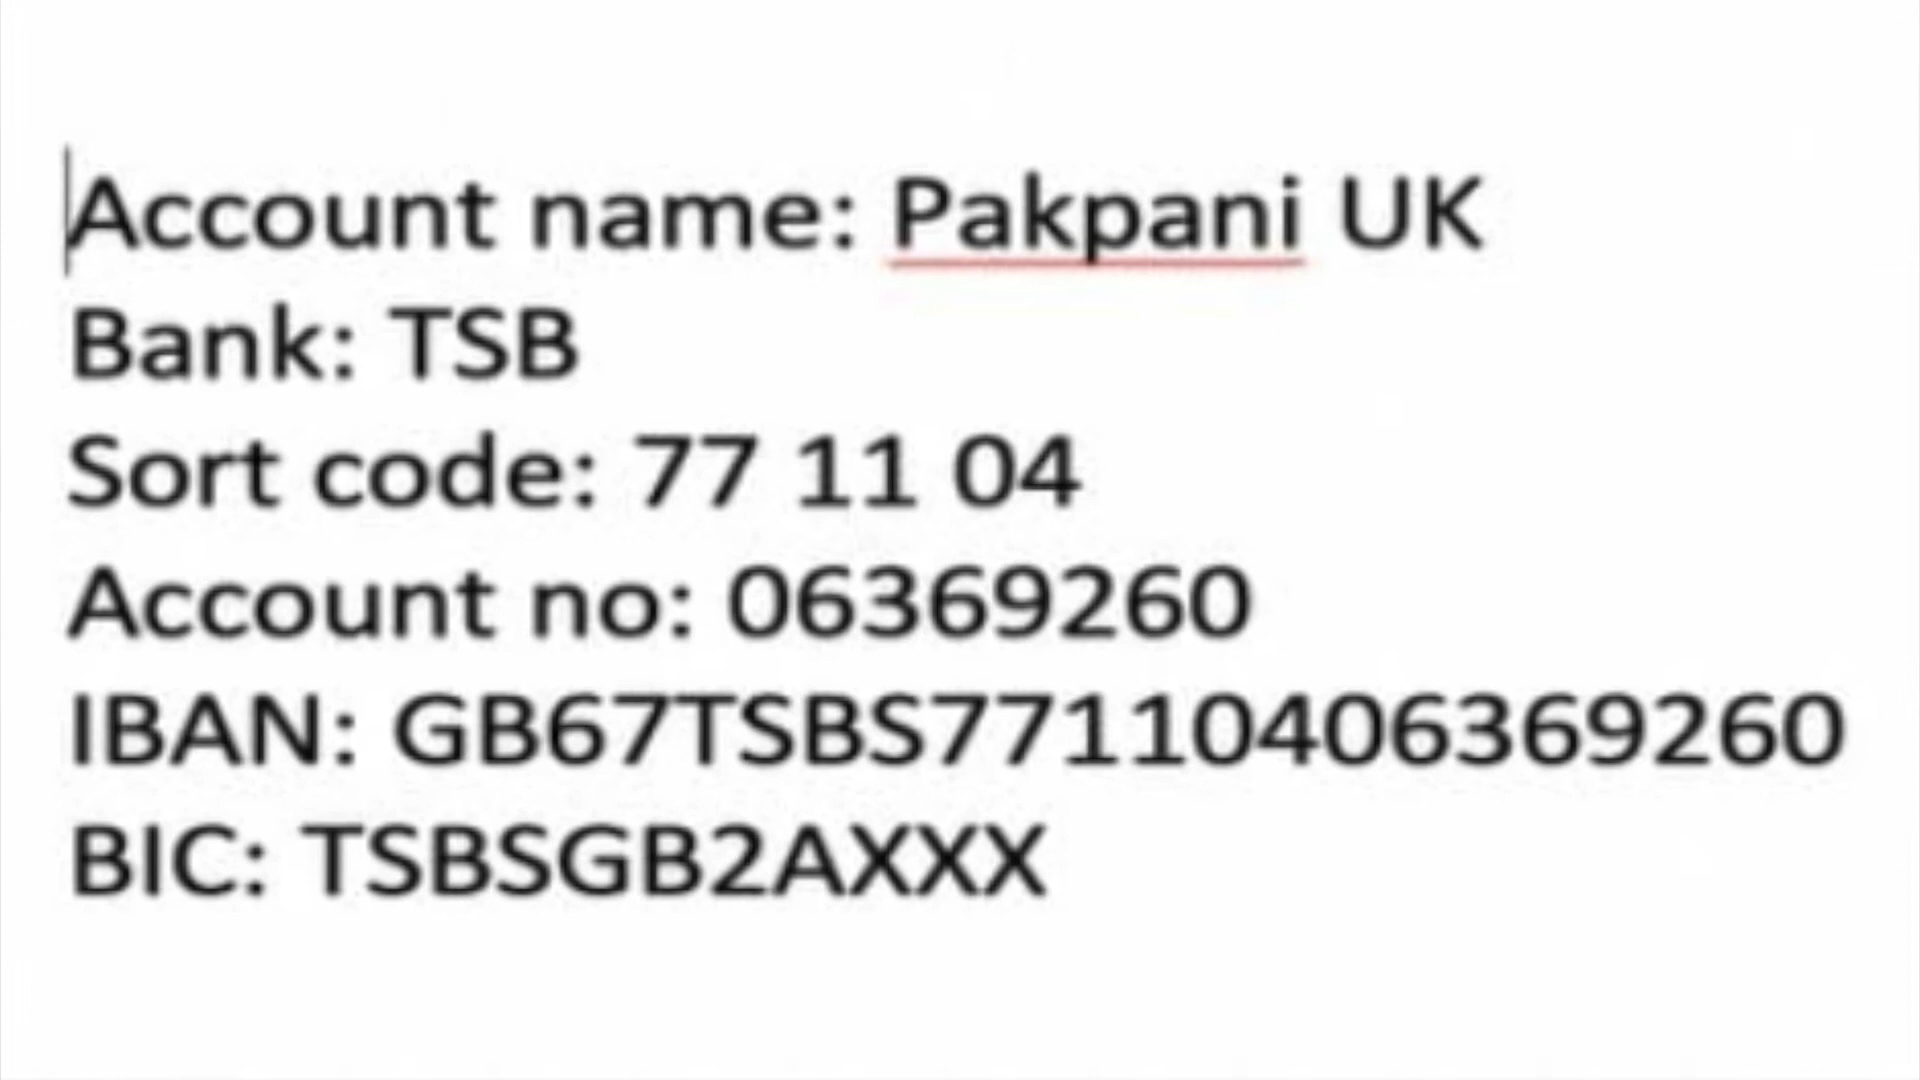 Account name: Pakpani UK
Bank: TSB
Sort code: 77 11 04
Account no: 06369260
IBAN: GB67TSBS77110406369260
BIC: TSBSGB2AXXX